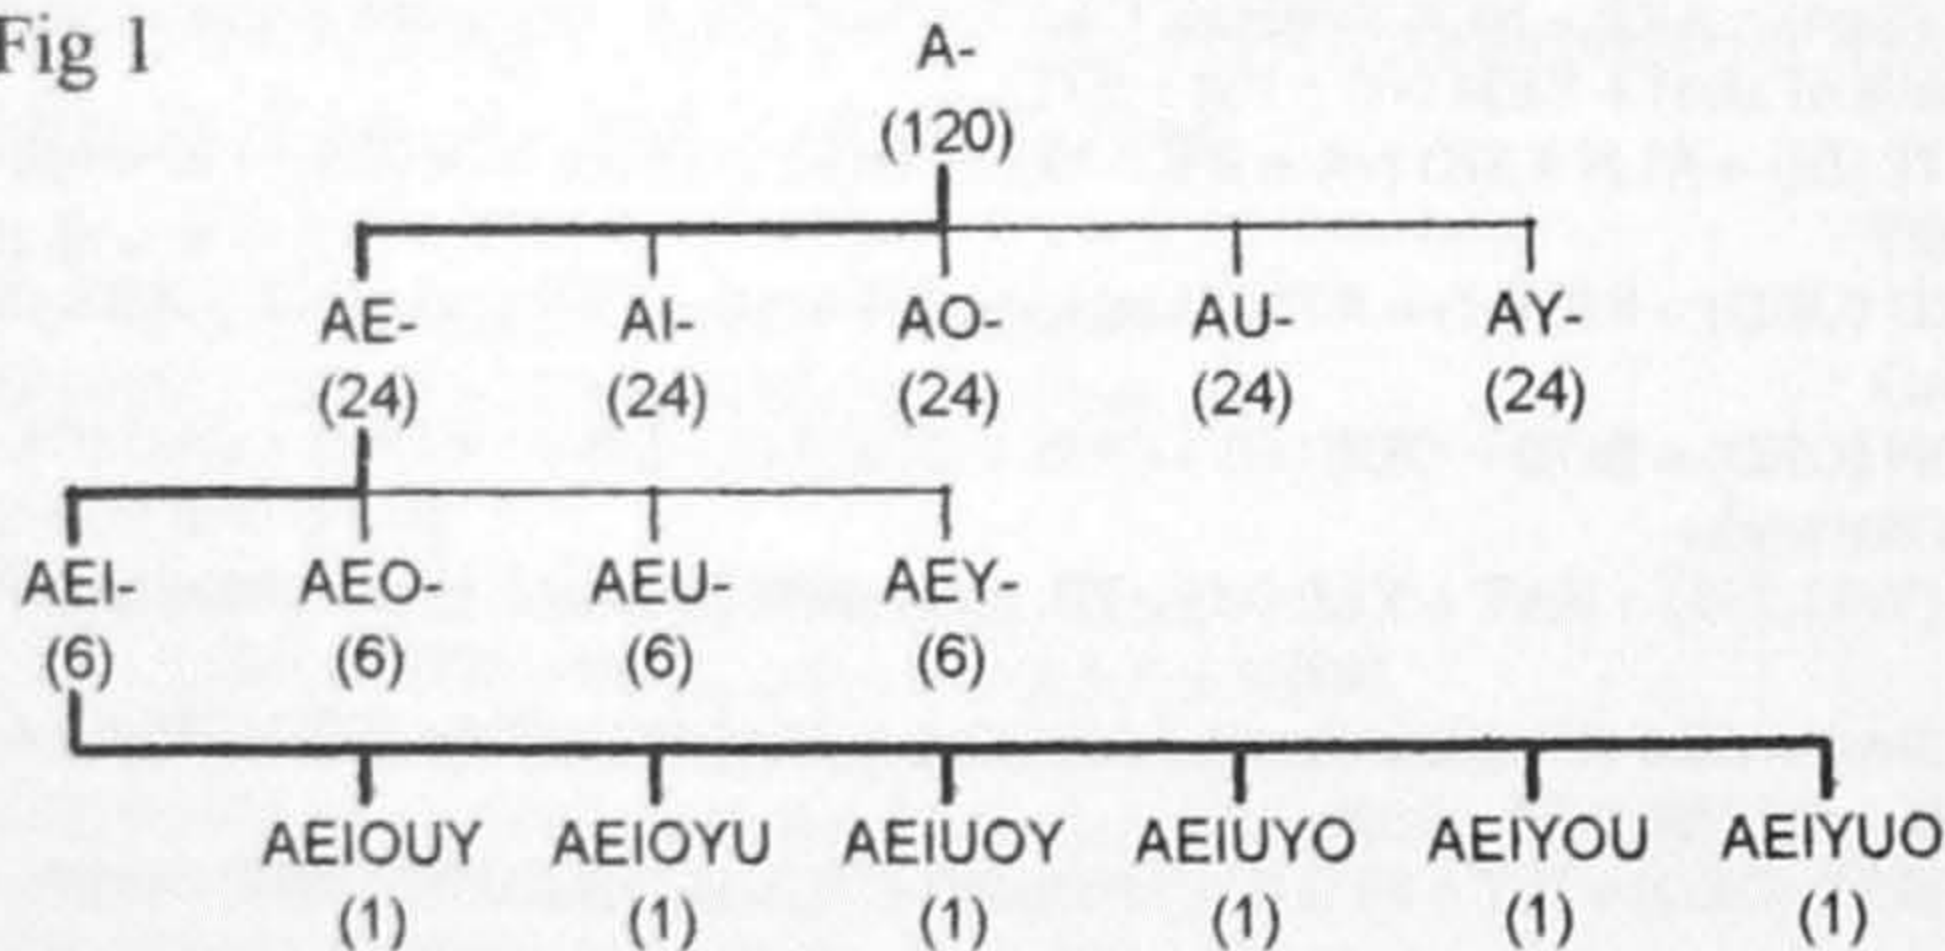 Fig 1
A-
(120)
AE- AI- AO- AU- AY-
(24) (24) (24) (24) (24)
AEI- AEO- AEU- AEY-
(6) (6) (6) (6)
AEIOUY AEIOYU AEIUOY AEIUYO AEIYOU AEIYUO
(1) (1) (1) (1) (1) (1)